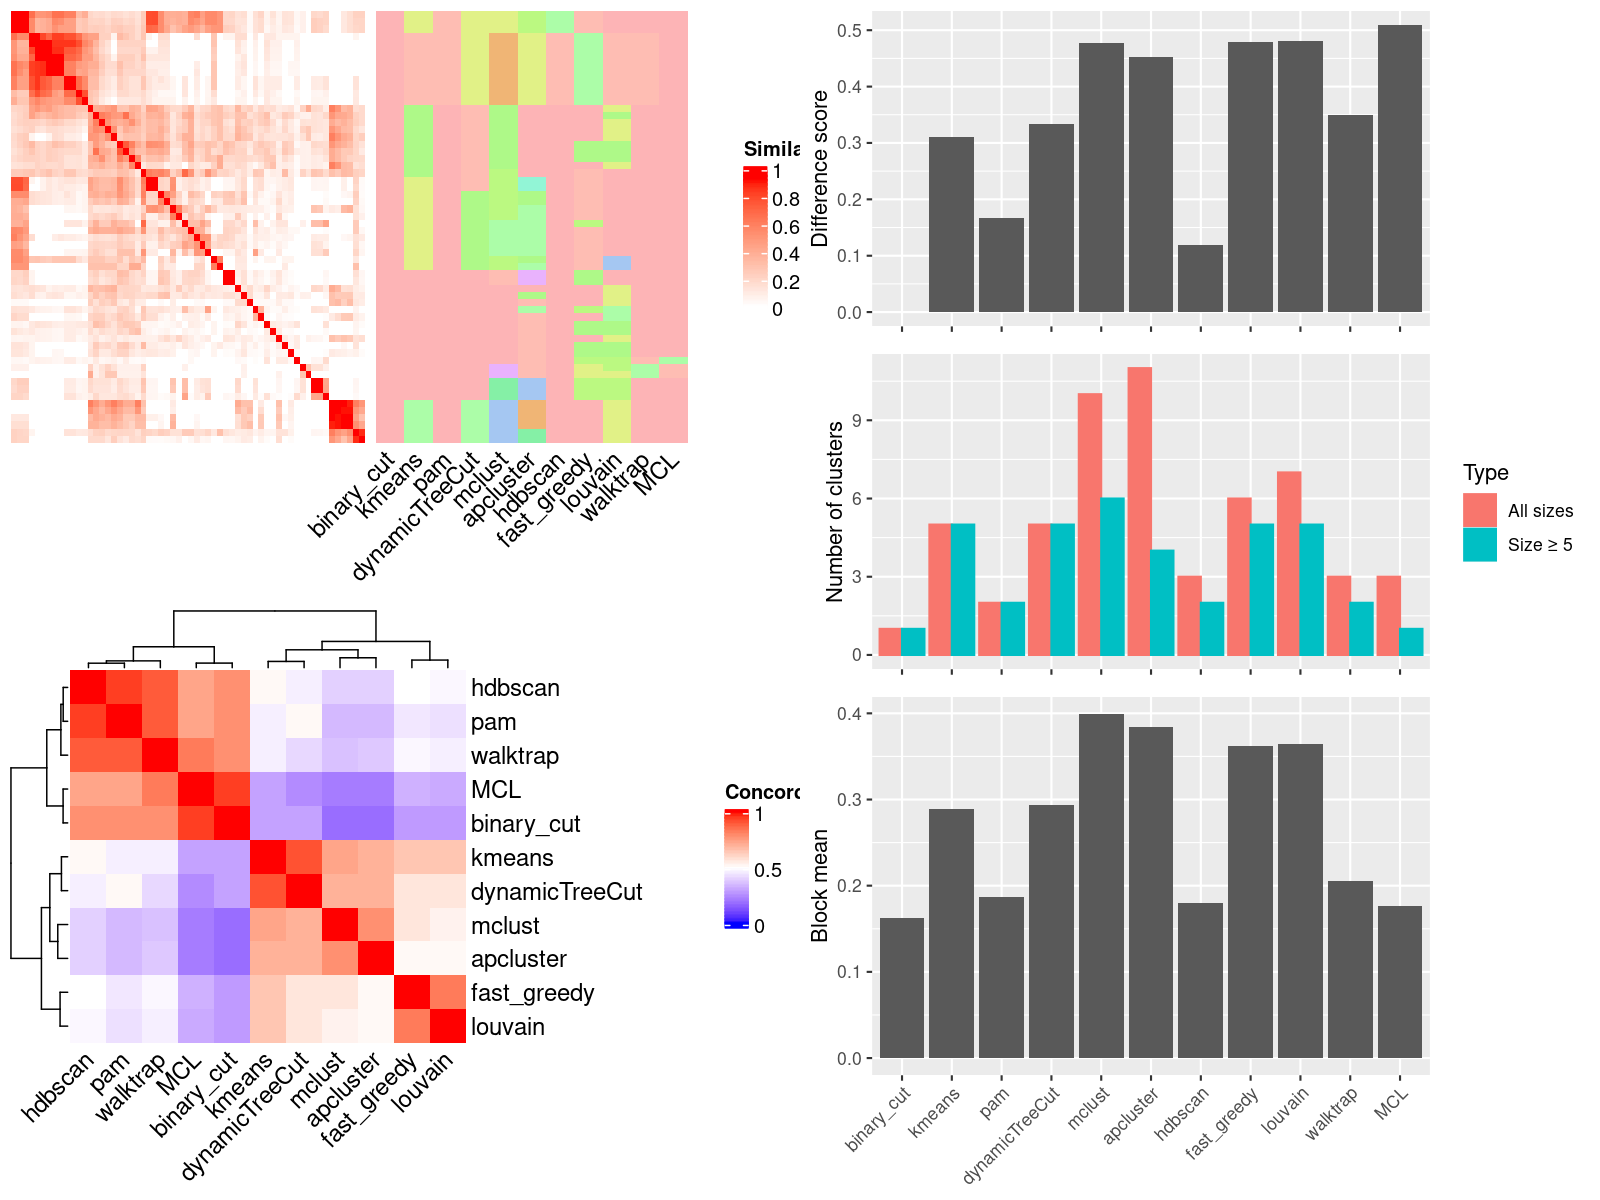 Simila
1
0.8
0.6
0.4
0.2
0
binary_cut
kmeans
pam
dynamicTreeCut
mclust
apcluster
hdbscan
fast_greedy
louvain
walktrap
MCL
hdbscan
pam
walktrap
MCL
binary_cut
kmeans
dynamicTreeCut
mclust
apcluster
fast_greedy
louvain
hdbscan
pam
walktrap
MCL
binary_cut
kmeans
dynamicTreeCut
mclust
apcluster
fast_greedy
louvain
Concord
1
0.5
0
Difference score
0.5
0.4
0.3
0.2
0.1
0.0
Number of clusters
9
6
3
0
Type
All sizes
Size ≥ 5
Block mean
0.4
0.3
0.2
0.1
0.0
binary_cut
kmeans
pam
dynamicTreeCut
mclust
apcluster
hdbscan
fast_greedy
louvain
walktrap
MCL